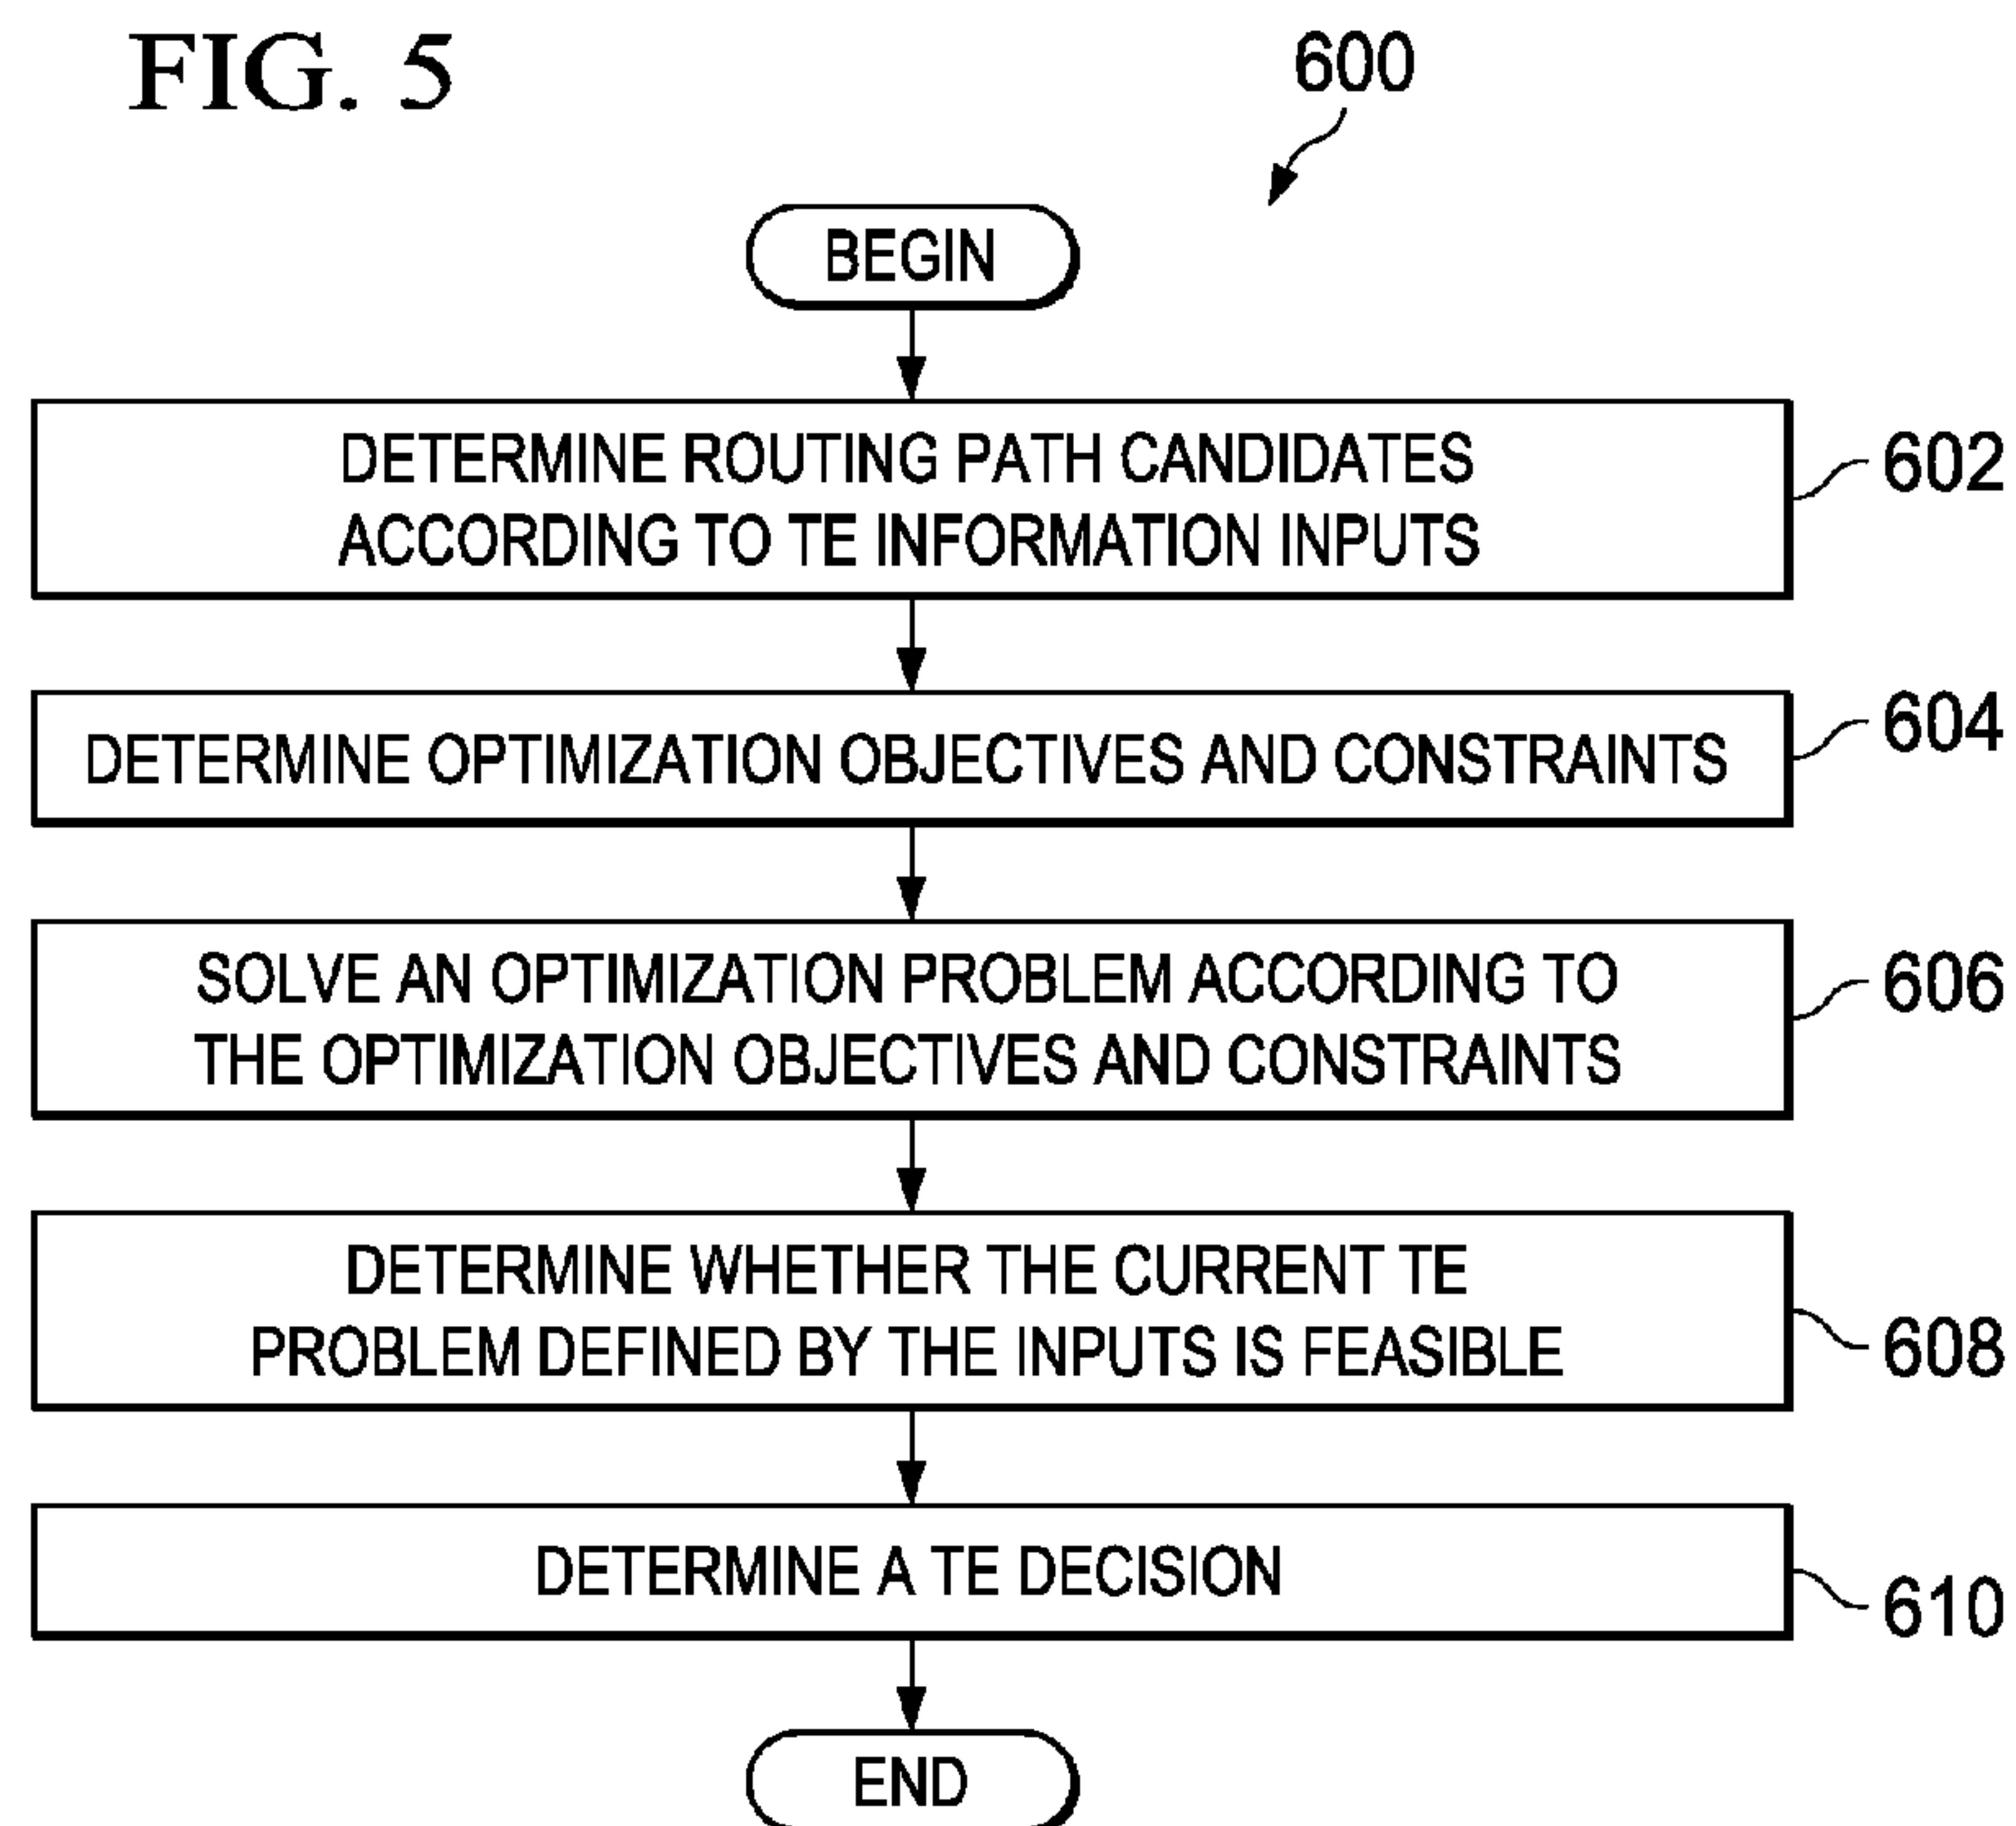 FIG. 5
600
BEGIN
DETERMINE ROUTING PATH CANDIDATES
ACCORDING TO TE INFORMATION INPUTS
602
DETERMINE OPTIMIZATION OBJECTIVES AND CONSTRAINTS
604
SOLVE AN OPTIMIZATION PROBLEM ACCORDING TO
THE OPTIMIZATION OBJECTIVES AND CONSTRAINTS
606
DETERMINE WHETHER THE CURRENT TE
PROBLEM DEFINED BY THE INPUTS IS FEASIBLE
608
DETERMINE A TE DECISION
610
END